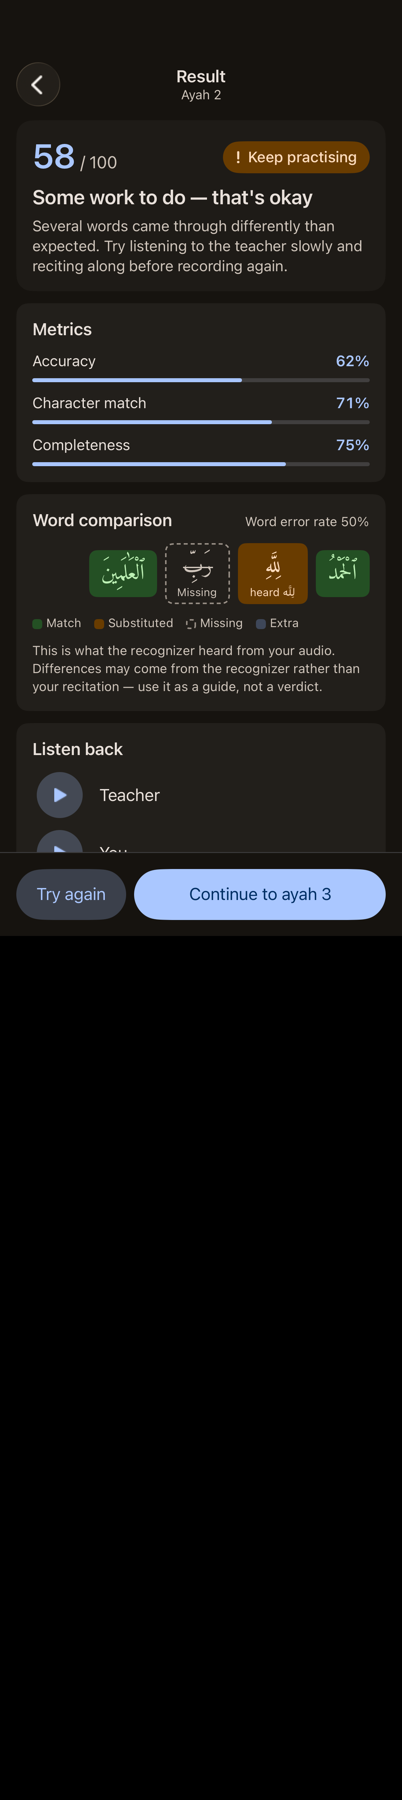 Result
Ayah 2
58 / 100
! Keep practising
Some work to do — that's okay
Several words came through differently than
expected. Try listening to the teacher slowly and
reciting along before recording again.
Metrics
Accuracy 62%
Character match 71%
Completeness 75%
Word comparison Word error rate 50%
ٱلْحَمْدُ لِلَّهِ رَبِّ ٱلْعَٰلَمِينَ
heard لِلَّه Missing
Match Substituted Missing Extra
This is what the recognizer heard from your audio.
Differences may come from the recognizer rather than
your recitation — use it as a guide, not a verdict.
Listen back
Teacher
You
Try again Continue to ayah 3